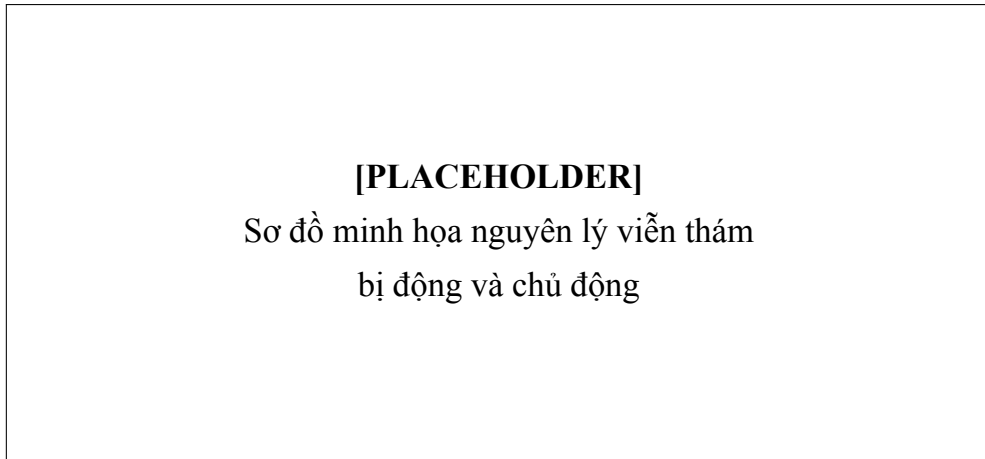 [PLACEHOLDER]
Sơ đồ minh họa nguyên lý viễn thám
bị động và chủ động